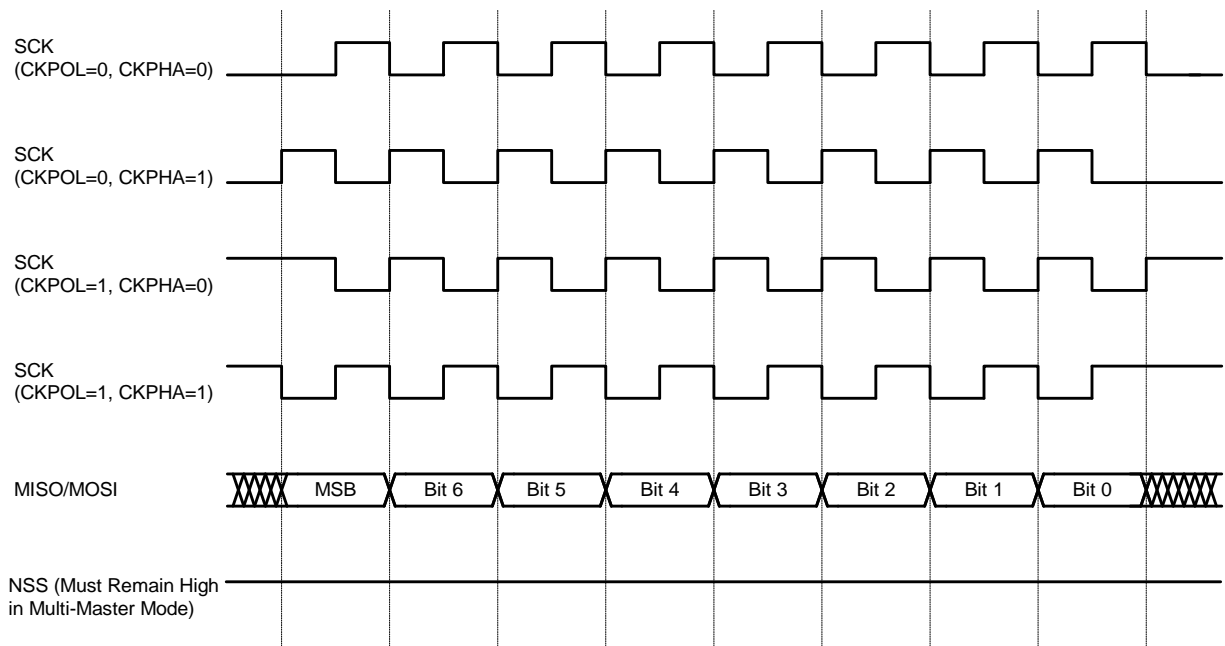 SCK
(CKPOL=0, CKPHA=0)
SCK
(CKPOL=0, CKPHA=1)
SCK
(CKPOL=1, CKPHA=0)
SCK
(CKPOL=1, CKPHA=1)
MISO/MOSI MSB Bit 6 Bit 5 Bit 4 Bit 3 Bit 2 Bit 1 Bit 0
NSS (Must Remain High
in Multi-Master Mode)